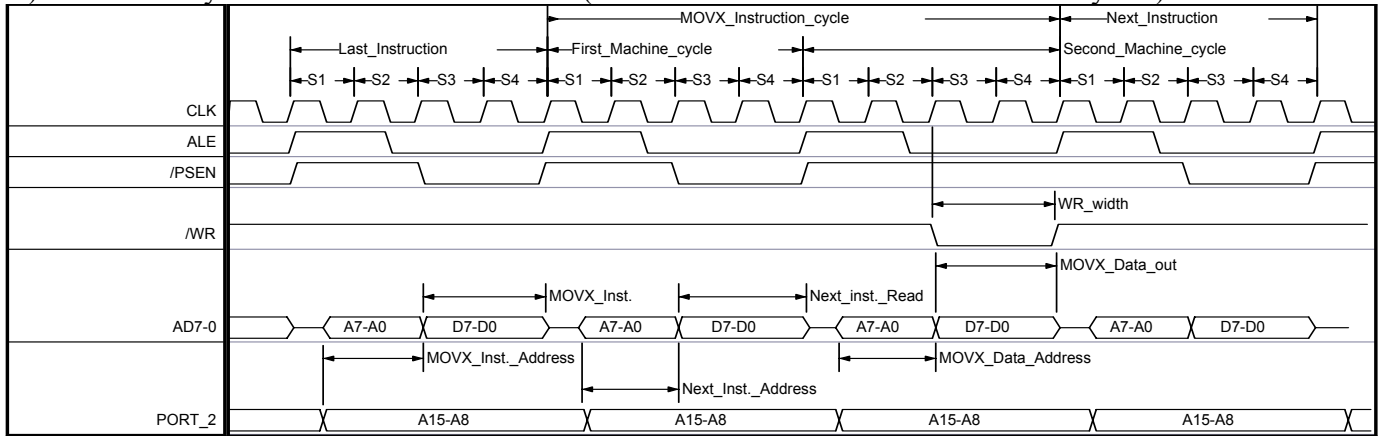 MOVX_Instruction_cycle Next_Instruction
Last_Instruction First_Machine_cycle Second_Machine_cycle
S1 S2 S3 S4 S1 S2 S3 S4 S1 S2 S3 S4 S1 S2 S3 S4
CLK
ALE
/PSEN
WR_width
/WR
MOVX_Data_out
MOVX_Inst. Next_inst._Read
AD7-0 A7-A0 D7-D0 A7-A0 D7-D0 A7-A0 D7-D0 A7-A0 D7-D0
MOVX_Inst._Address MOVX_Data_Address
Next_Inst._Address
PORT_2 A15-A8 A15-A8 A15-A8 A15-A8